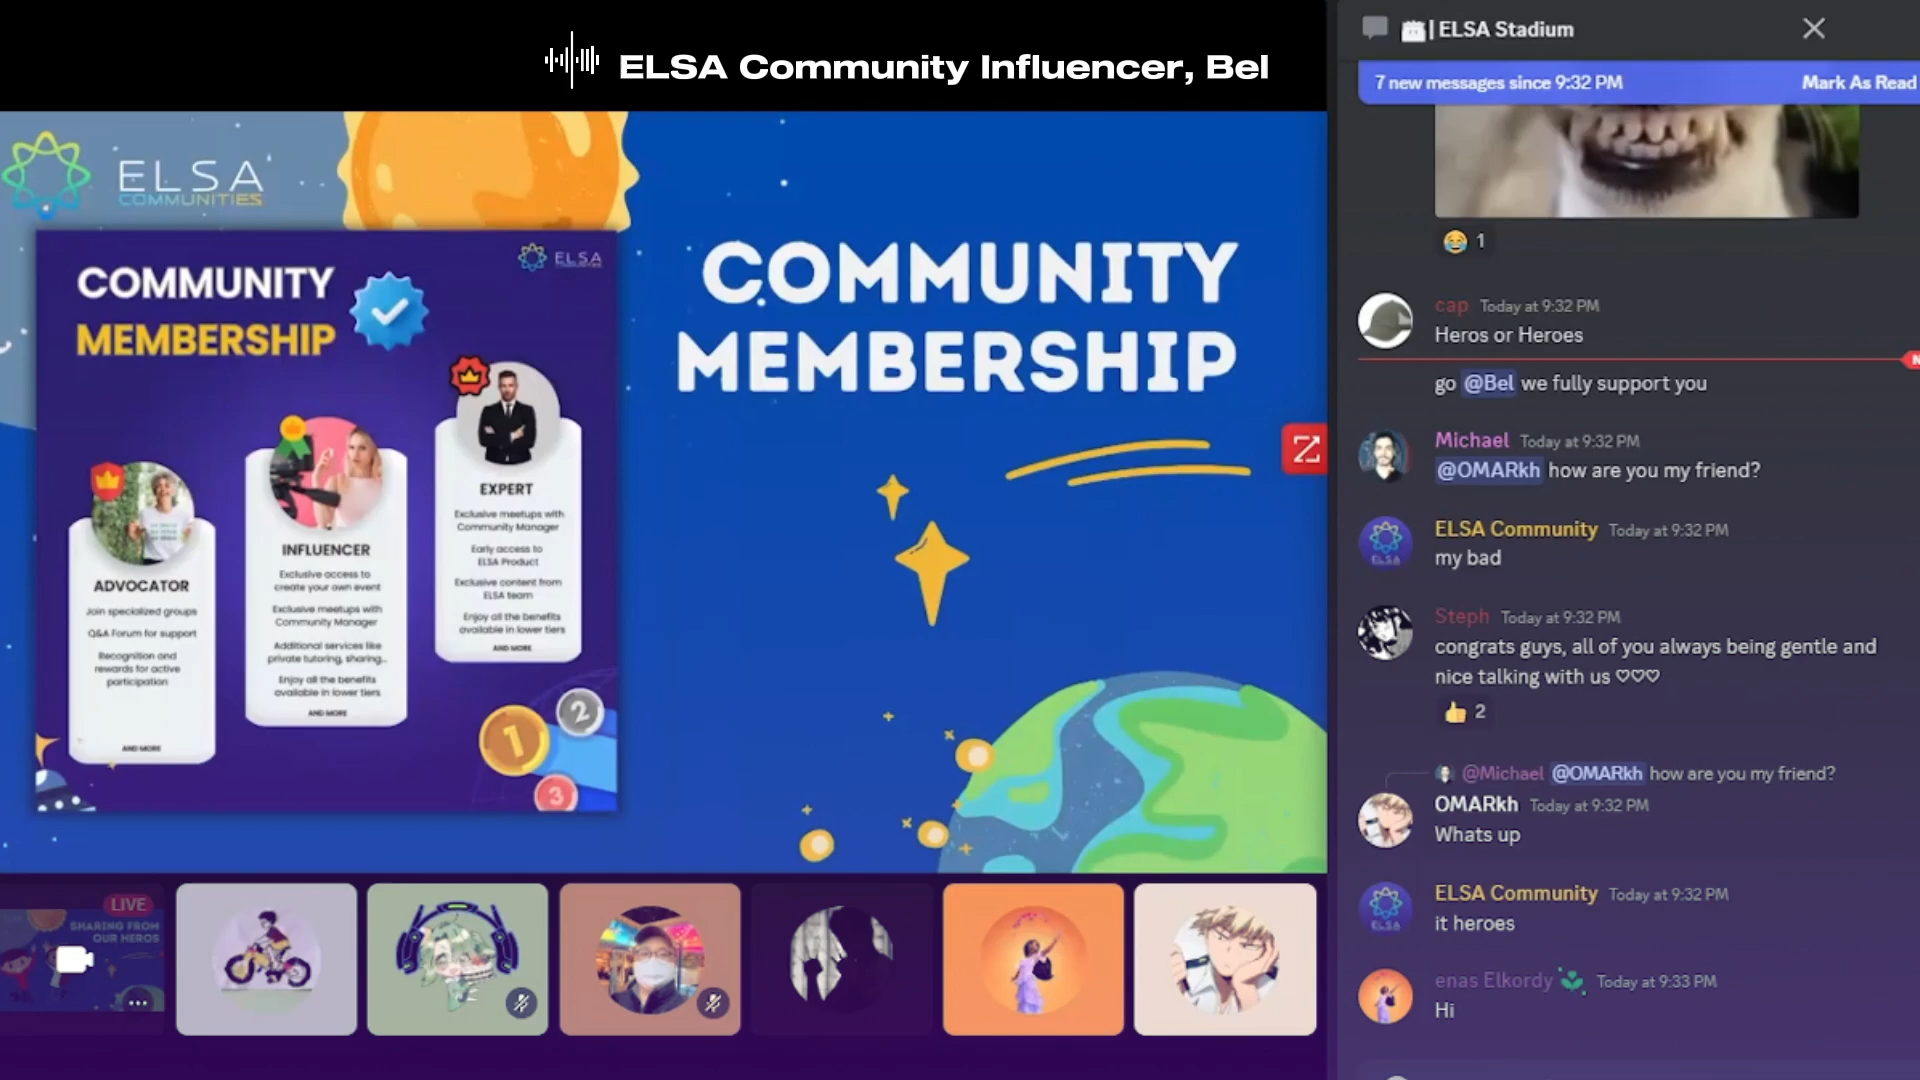 ELSA Community Influencer, Bel
ELSA
COMMUNITIES
COMMUNITY
MEMBERSHIP
ELSA
COMMUNITY
MEMBERSHIP
ADVOCATOR
Join specialized groups
Q&A Forum for support
Recognition and
rewards for active
participation
AND MORE
INFLUENCER
Exclusive access to
create your own event
Exclusive meetups with
Community Manager
Additional services like
private tutoring, sharing...
Enjoy all the benefits
available in lower tiers
AND MORE
EXPERT
Exclusive meetups with
Community Manager
Early access to
ELSA Product
Exclusive content from
ELSA team
Enjoy all the benefits
available in lower tiers
AND MORE
1
2
3
LIVE
SHARING FROM
OUR HEROS
| ELSA Stadium
7 new messages since 9:32 PM
Mark As Read
1
cap Today at 9:32 PM
Heros or Heroes
go @Bel we fully support you
Michael Today at 9:32 PM
@OMARkh how are you my friend?
ELSA Community Today at 9:32 PM
my bad
Steph Today at 9:32 PM
congrats guys, all of you always being gentle and
nice talking with us ♡♡♡
2
@Michael @OMARkh how are you my friend?
OMARkh Today at 9:32 PM
Whats up
ELSA Community Today at 9:32 PM
it heroes
enas Elkordy Today at 9:33 PM
Hi